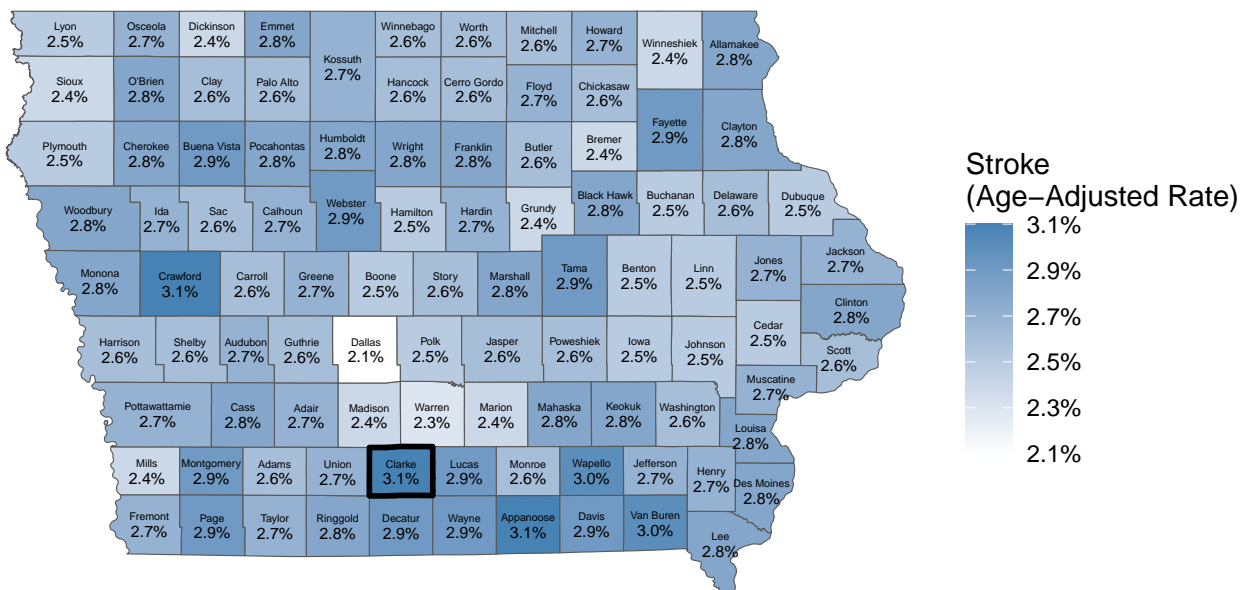 Lyon
2.5%
Osceola
2.7%
Dickinson
2.4%
Emmet
2.8%
Kossuth
2.7%
Winnebago
2.6%
Worth
2.6%
Mitchell
2.6%
Howard
2.7%
Winneshiek
2.4%
Allamakee
2.8%
Sioux
2.4%
O'Brien
2.8%
Clay
2.6%
Palo Alto
2.6%
Hancock
2.6%
Cerro Gordo
2.6%
Floyd
2.7%
Chickasaw
2.6%
Fayette
2.9%
Clayton
2.8%
Plymouth
2.5%
Cherokee
2.8%
Buena Vista
2.9%
Pocahontas
2.8%
Humboldt
2.8%
Wright
2.8%
Franklin
2.8%
Butler
2.6%
Bremer
2.4%
Woodbury
2.8%
Ida
2.7%
Sac
2.6%
Calhoun
2.7%
Webster
2.9%
Hamilton
2.5%
Hardin
2.7%
Grundy
2.4%
Black Hawk
2.8%
Buchanan
2.5%
Delaware
2.6%
Dubuque
2.5%
Monona
2.8%
Crawford
3.1%
Carroll
2.6%
Greene
2.7%
Boone
2.5%
Story
2.6%
Marshall
2.8%
Tama
2.9%
Benton
2.5%
Linn
2.5%
Jones
2.7%
Jackson
2.7%
Clinton
2.8%
Harrison
2.6%
Shelby
2.6%
Audubon
2.7%
Guthrie
2.6%
Dallas
2.1%
Polk
2.5%
Jasper
2.6%
Poweshiek
2.6%
Iowa
2.5%
Johnson
2.5%
Cedar
2.5%
Scott
2.6%
Muscatine
2.7%
Pottawattamie
2.7%
Cass
2.8%
Adair
2.7%
Madison
2.4%
Warren
2.3%
Marion
2.4%
Mahaska
2.8%
Keokuk
2.8%
Washington
2.6%
Louisa
2.8%
Mills
2.4%
Montgomery
2.9%
Adams
2.6%
Union
2.7%
Clarke
3.1%
Lucas
2.9%
Monroe
2.6%
Wapello
3.0%
Jefferson
2.7%
Henry
2.7%
Des Moines
2.8%
Fremont
2.7%
Page
2.9%
Taylor
2.7%
Ringgold
2.8%
Decatur
2.9%
Wayne
2.9%
Appanoose
3.1%
Davis
2.9%
Van Buren
3.0%
Lee
2.8%
Stroke
(Age−Adjusted Rate)
3.1%
2.9%
2.7%
2.5%
2.3%
2.1%